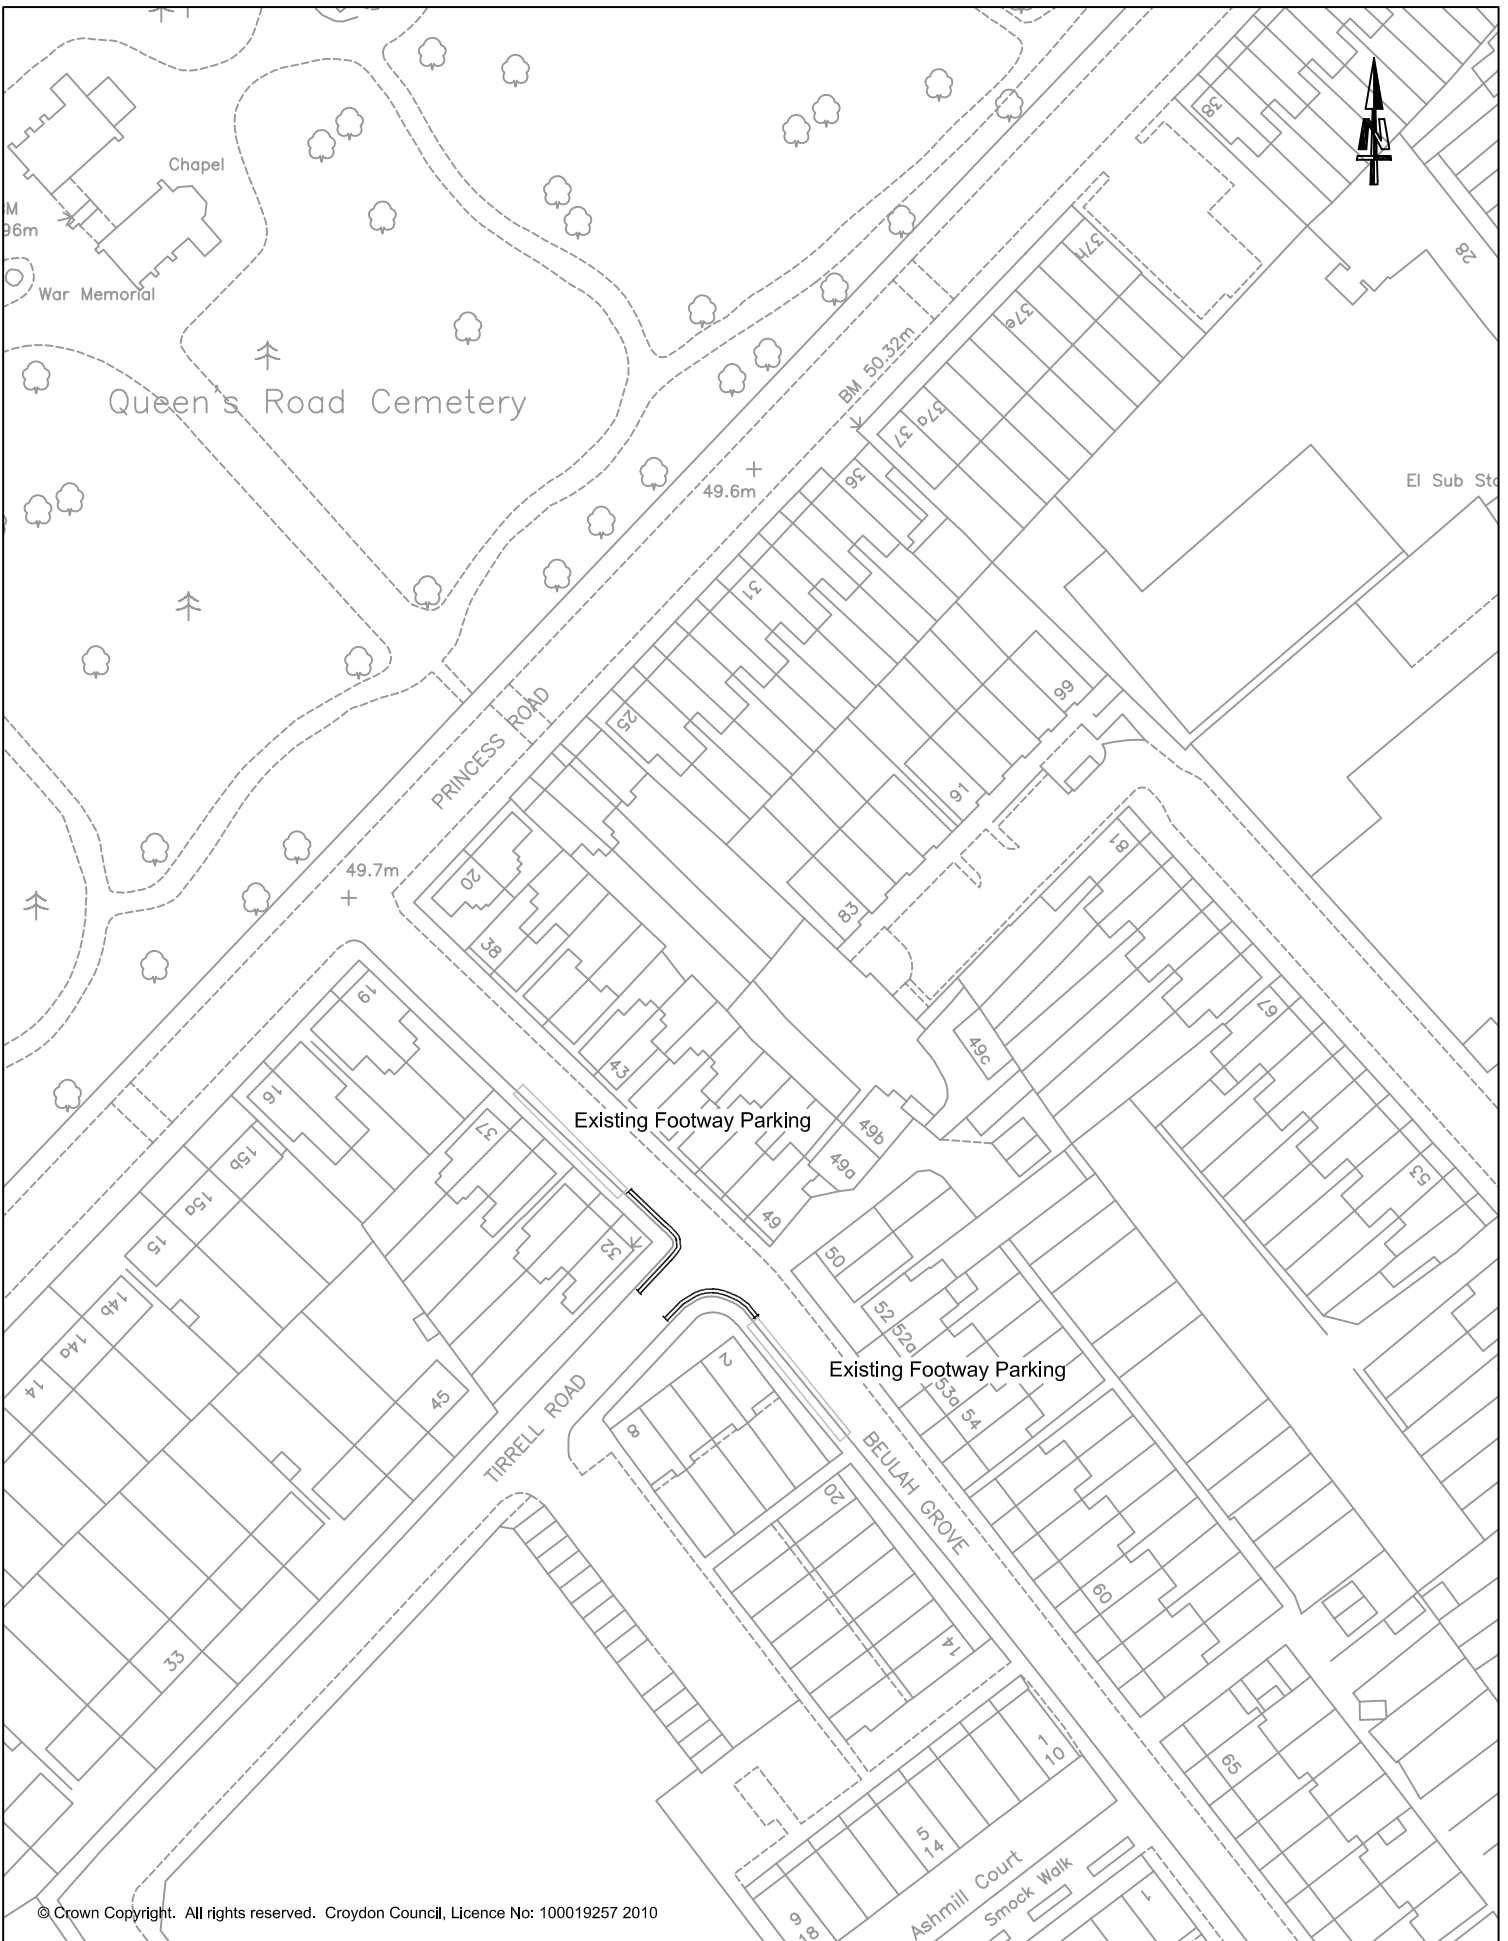 Chapel
38
N
37h
28
War Memorial
37e
BM 50.32m
Queen's Road Cemetery
37a
37
36
49.6m
El Sub Sta
31
99
PRINCESS ROAD
25
91
81
49.7m
20
83
38
19
67
49c
43
16
Existing Footway Parking
37
49b
15b
49a
53
15a
49
15
32
50
14b
52 52a
14a
2
Existing Footway Parking
53a 54
14
45
TIRRELL ROAD
8
BEULAH GROVE
20
60
14
33
1
10
65
5
14
Ashmill Court
Smock Walk
1
9
18
© Crown Copyright. All rights reserved. Croydon Council, Licence No: 100019257 2010